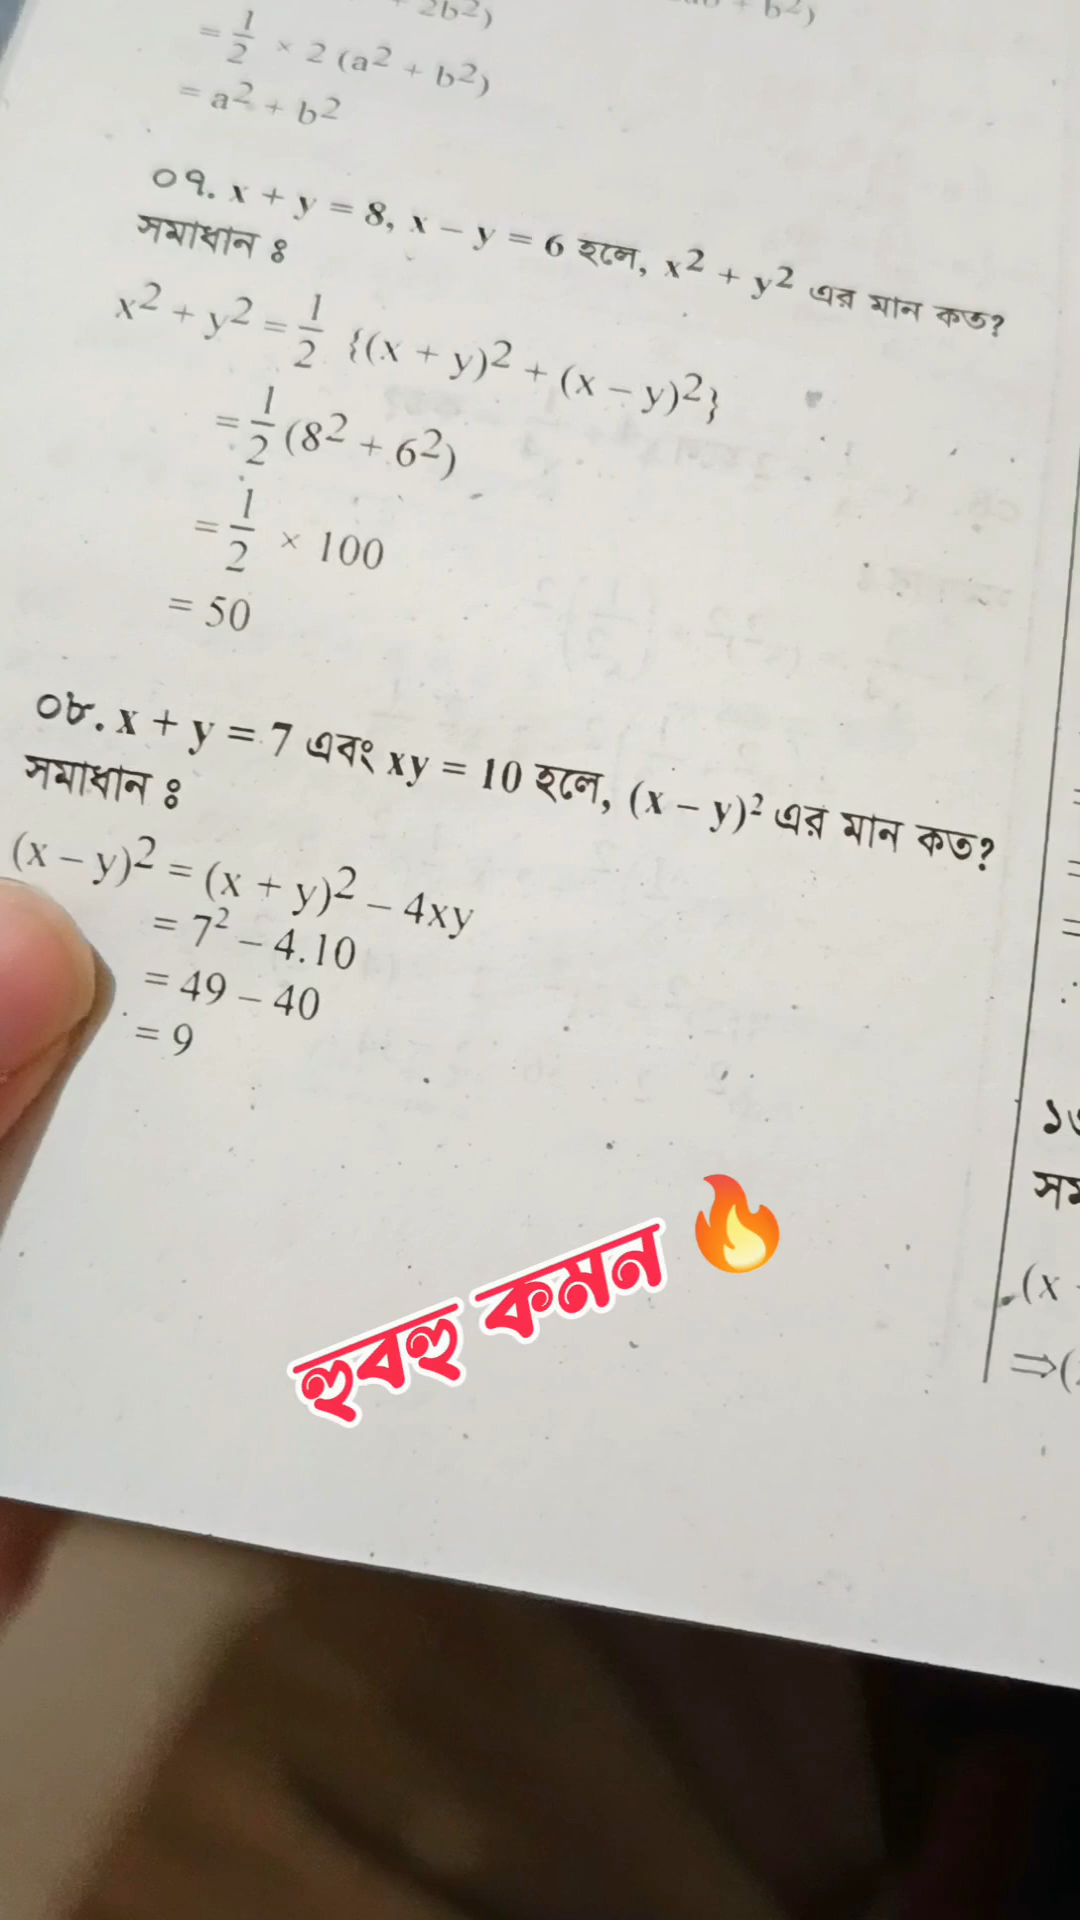 2b²)
b²)
= 1/2 × 2 (a² + b²)
= a² + b²
০৭. x + y = 8, x – y = 6 হলে, x² + y² এর মান কত?
সমাধান ঃ
x² + y² = 1/2 {(x + y)² + (x – y)²}
= 1/2 (8² + 6²)
= 1/2 × 100
= 50
০৮. x + y = 7 এবং xy = 10 হলে, (x – y)² এর মান কত?
সমাধান ঃ
(x – y)² = (x + y)² – 4xy
= 7² – 4.10
= 49 – 40
= 9
(x
⇒(
হুবহু কমন 🔥